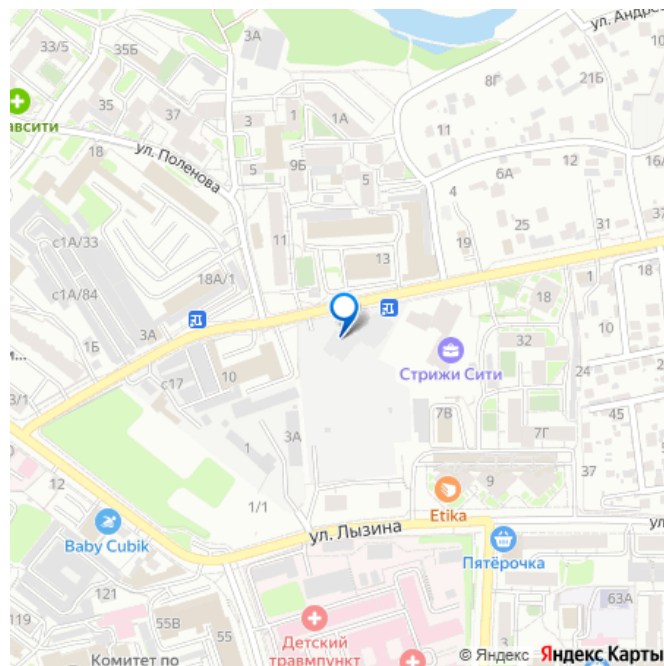 ул. Андре
33/5
35Б
3А
8Г
21Б
авсити
35
37
3
1
1А
11
18
ул. Поленова
5
9Б
5
6А
12
16/
4
с1А/33
11
19
25
31
13
18А/1
1
18
с1А/84
18
3А
10
1Б
32
Стрижи Сити
м...
с17
10
24
3/1
7В
45
3А
7Г
1
37
12
9
1/1
Etika
ул. Лызина
ул.
Baby Cubik
Пятёрочка
121
119
55В
63А
3
55Б
Детский
травмпункт
Комитет по
© Яндекс
Яндекс Карты